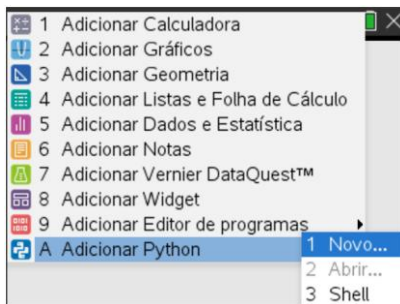 1 Adicionar Calculadora
2 Adicionar Gráficos
3 Adicionar Geometria
4 Adicionar Listas e Folha de Cálculo
5 Adicionar Dados e Estatística
6 Adicionar Notas
7 Adicionar Vernier DataQuest™
8 Adicionar Widget
9 Adicionar Editor de programas
A Adicionar Python
1 Novo...
2 Abrir...
3 Shell